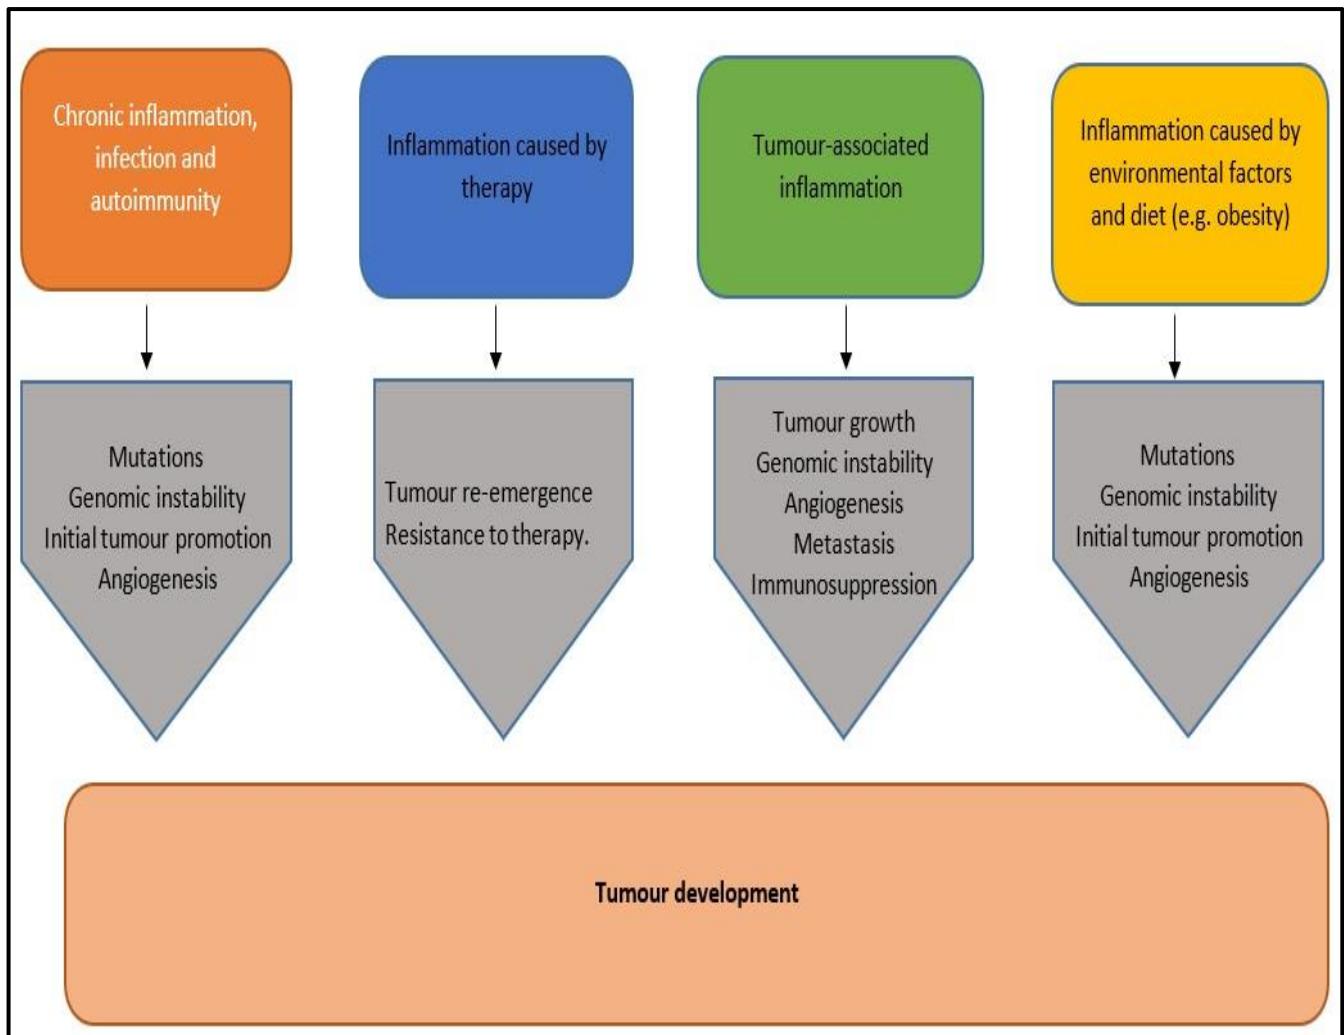 Chronic inflammation,
infection and
autoimmunity
Inflammation caused by
therapy
Tumour-associated
inflammation
Inflammation caused by
environmental factors
and diet (e.g. obesity)
Mutations
Genomic instability
Initial tumour promotion
Angiogenesis
Tumour re-emergence
Resistance to therapy.
Tumour growth
Genomic instability
Angiogenesis
Metastasis
Immunosuppression
Mutations
Genomic instability
Initial tumour promotion
Angiogenesis
Tumour development